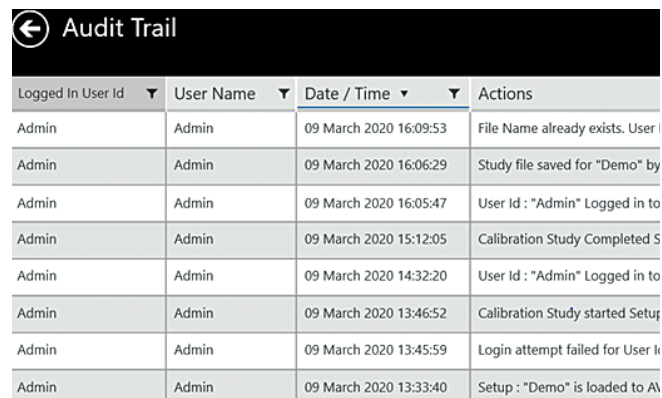 Audit Trail
Logged In User Id User Name Date / Time Actions
Admin Admin 09 March 2020 16:09:53 File Name already exists. User
Admin Admin 09 March 2020 16:06:29 Study file saved for "Demo" by
Admin Admin 09 March 2020 16:05:47 User Id : "Admin" Logged in to
Admin Admin 09 March 2020 15:12:05 Calibration Study Completed S
Admin Admin 09 March 2020 14:32:20 User Id : "Admin" Logged in to
Admin Admin 09 March 2020 13:46:52 Calibration Study started Setup
Admin Admin 09 March 2020 13:45:59 Login attempt failed for User Id
Admin Admin 09 March 2020 13:33:40 Setup : "Demo" is loaded to AV